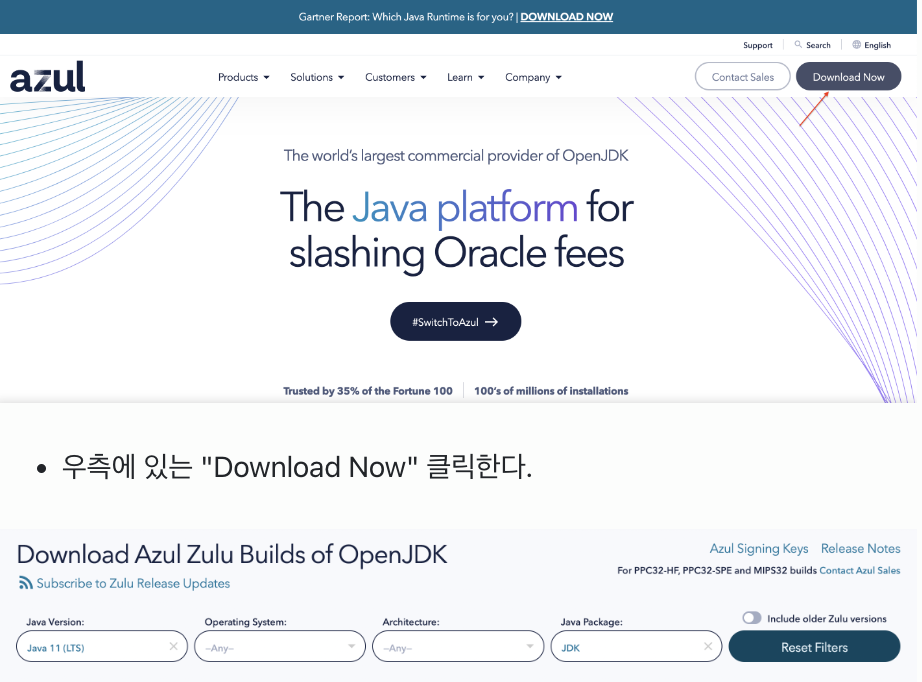 Gartner Report: Which Java Runtime is for you? | DOWNLOAD NOW
Support Search English
azul
Products Solutions Customers Learn Company Contact Sales Download Now
The world's largest commercial provider of OpenJDK
The Java platform for
slashing Oracle fees
#SwitchToAzul →
Trusted by 35% of the Fortune 100 | 100's of millions of installations
• 우측에 있는 "Download Now" 클릭한다.
Download Azul Zulu Builds of OpenJDK
Azul Signing Keys Release Notes
Subscribe to Zulu Release Updates
For PPC32-HF, PPC32-SPE and MIPS32 builds Contact Azul Sales
Java Version: Operating System: Architecture: Java Package: Include older Zulu versions
Java 11 (LTS) × --Any-- --Any-- JDK × Reset Filters